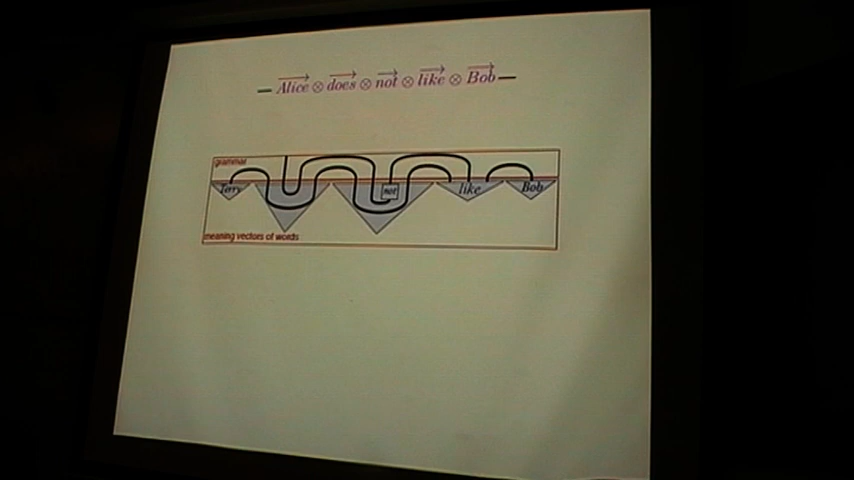 — Alice ⊗ does ⊗ not ⊗ like ⊗ Bob —
grammar
Terry not like Bob
meaning vectors of words